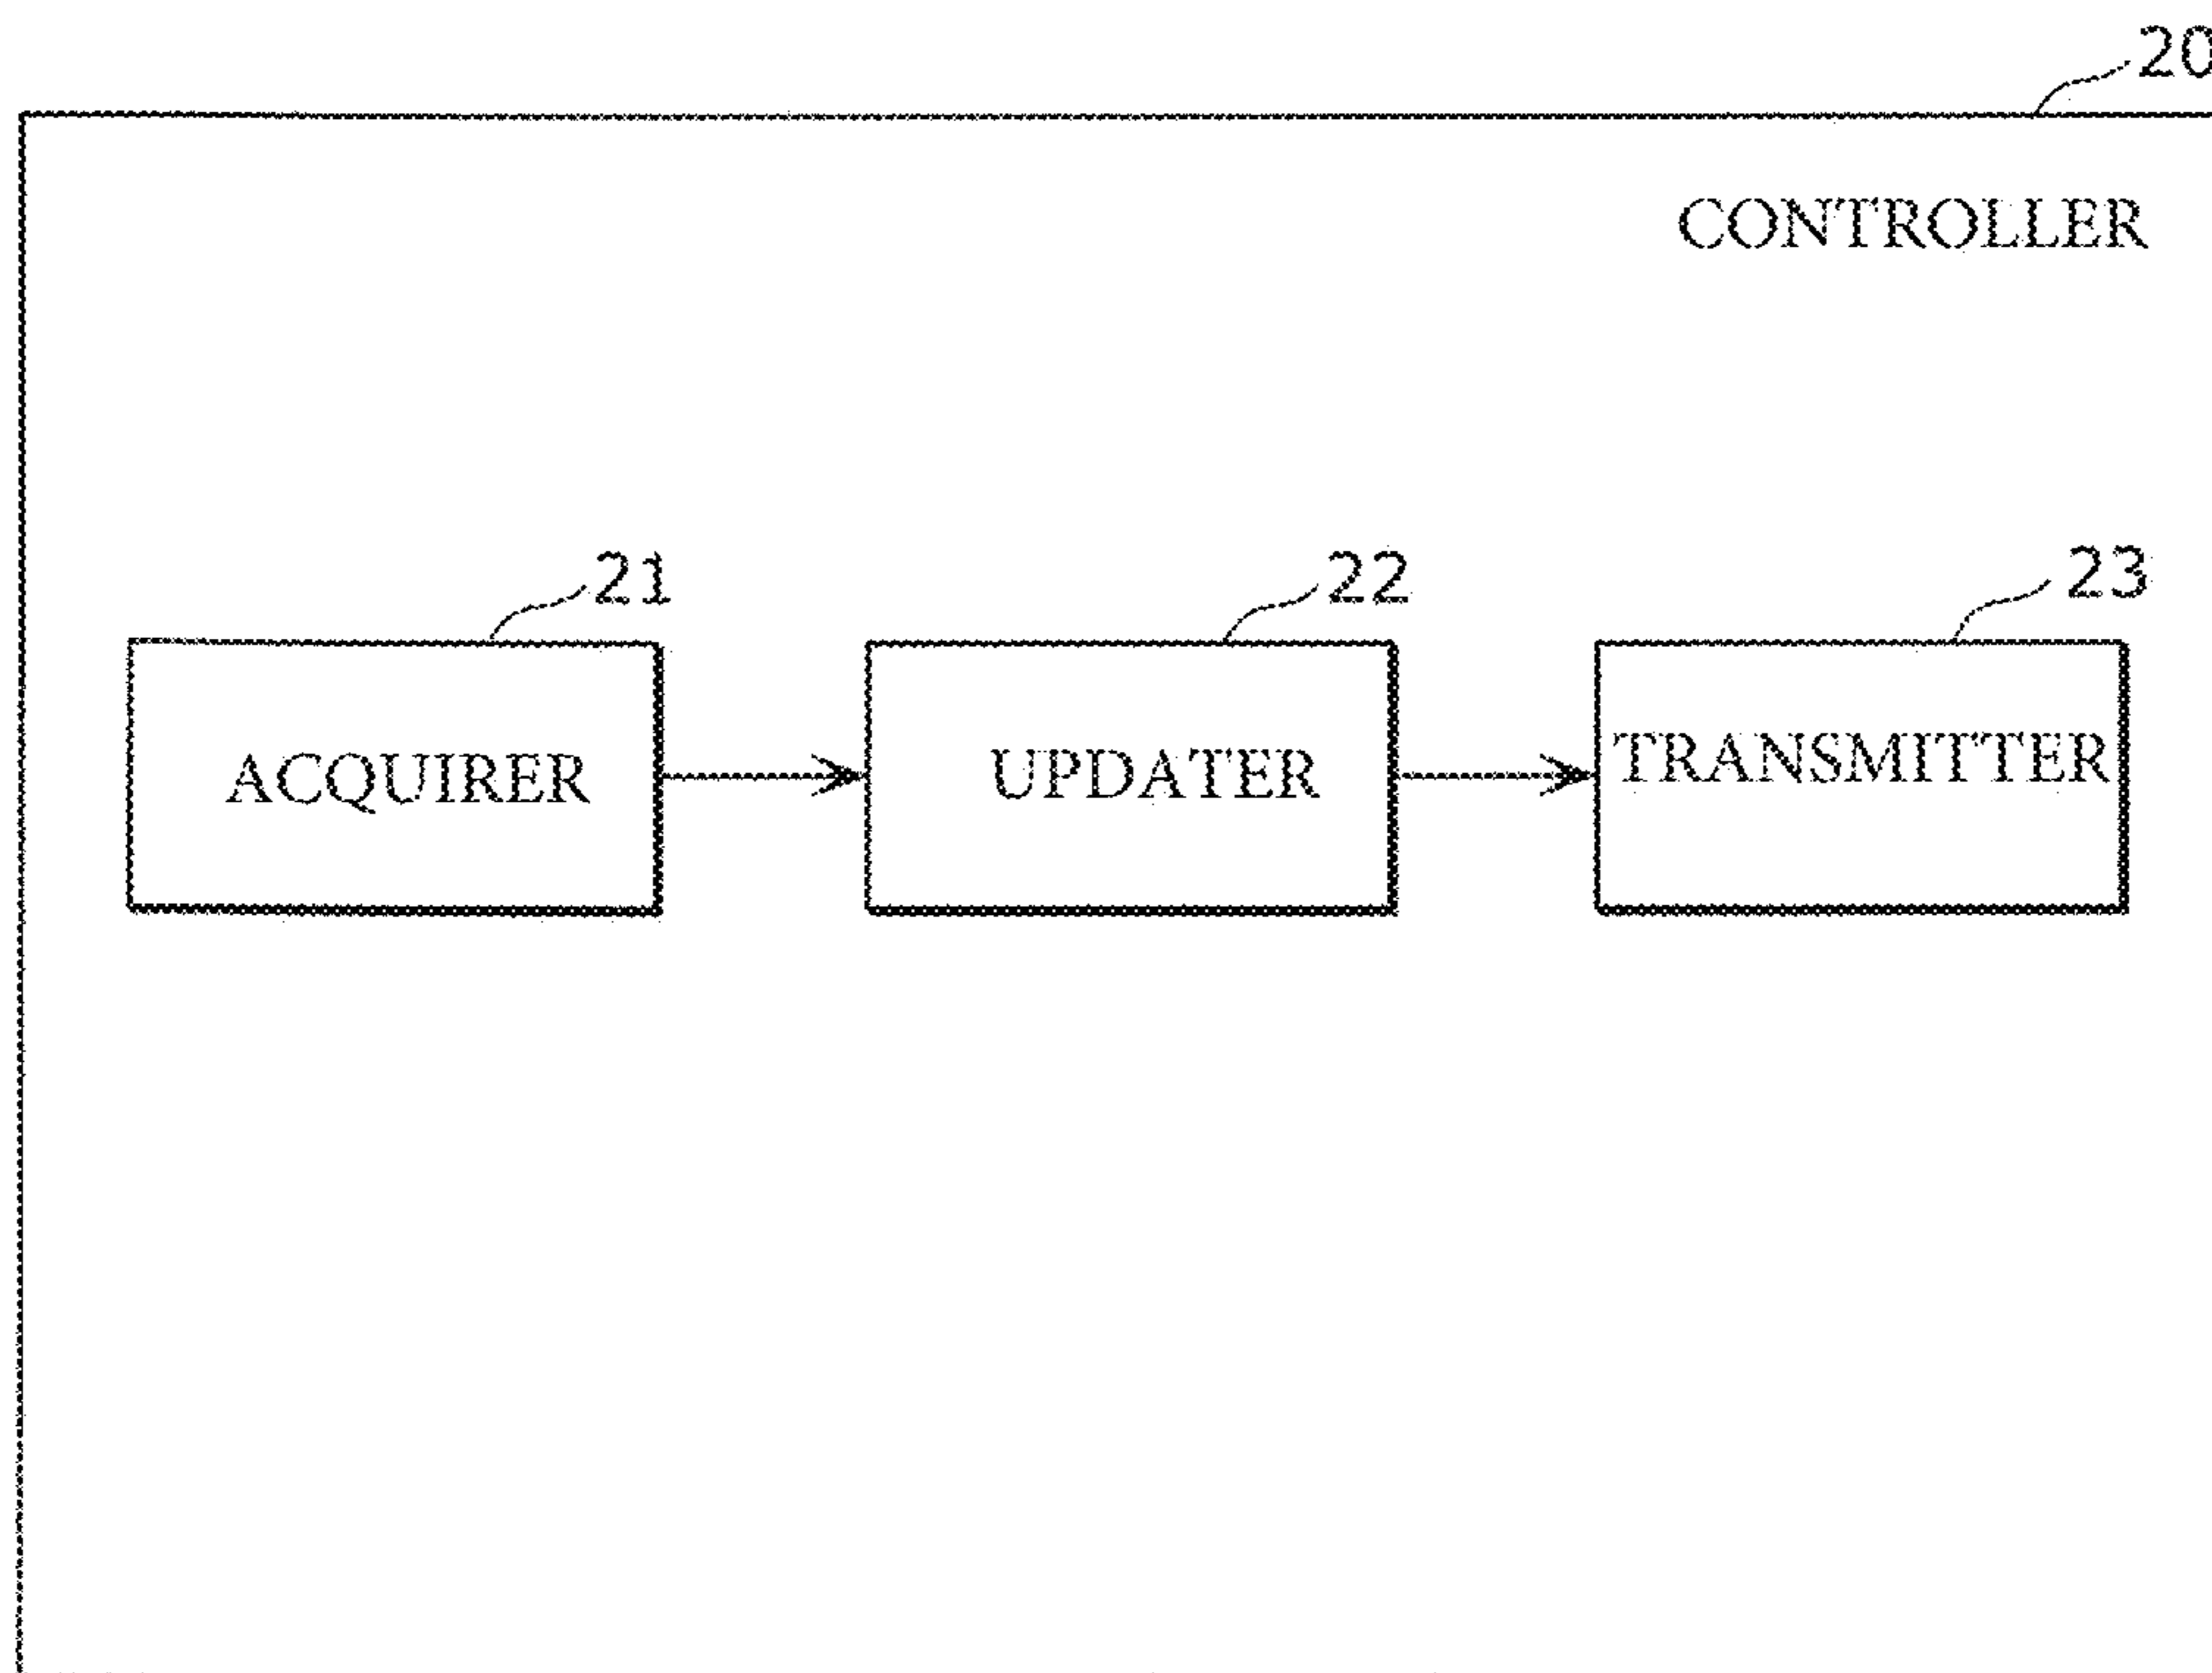 20
CONTROLLER
21
22
23
ACQUIRER
UPDATER
TRANSMITTER